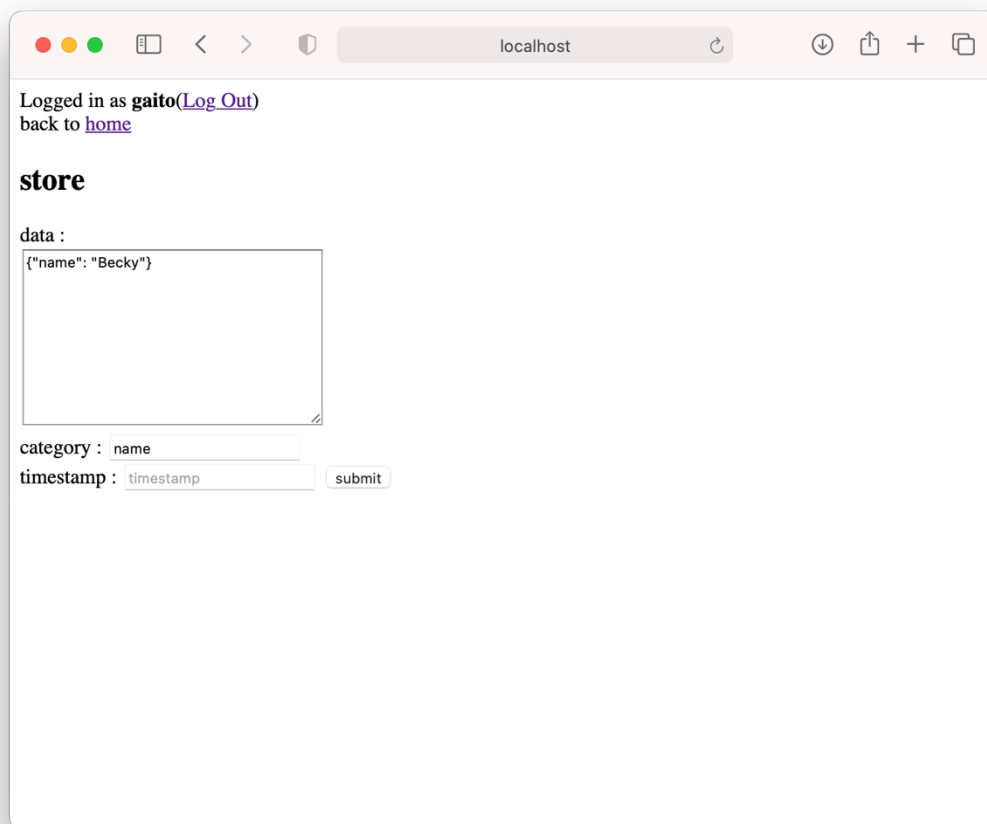 localhost
Logged in as gaito(Log Out)
back to home
store
data :
{"name": "Becky"}
category : name
timestamp : timestamp submit